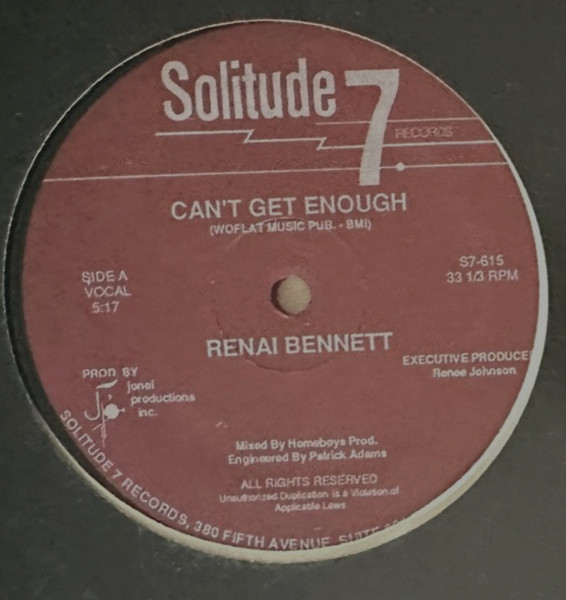 Solitude 7
RECORDS
CAN'T GET ENOUGH
(WOFLAT MUSIC PUB. - BMI)
SIDE A
VOCAL
5:17
S7-615
33 1/3 RPM
RENAI BENNETT
EXECUTIVE PRODUCE
Renee Johnson
PROD BY
jonel
productions
inc.
Mixed By Homeboys Prod.
Engineered By Patrick Adams
ALL RIGHTS RESERVED
Unauthorized Duplication is a Violation of
Applicable Laws
SOLITUDE 7 RECORDS, 380 FIFTH AVENUE, SUITE